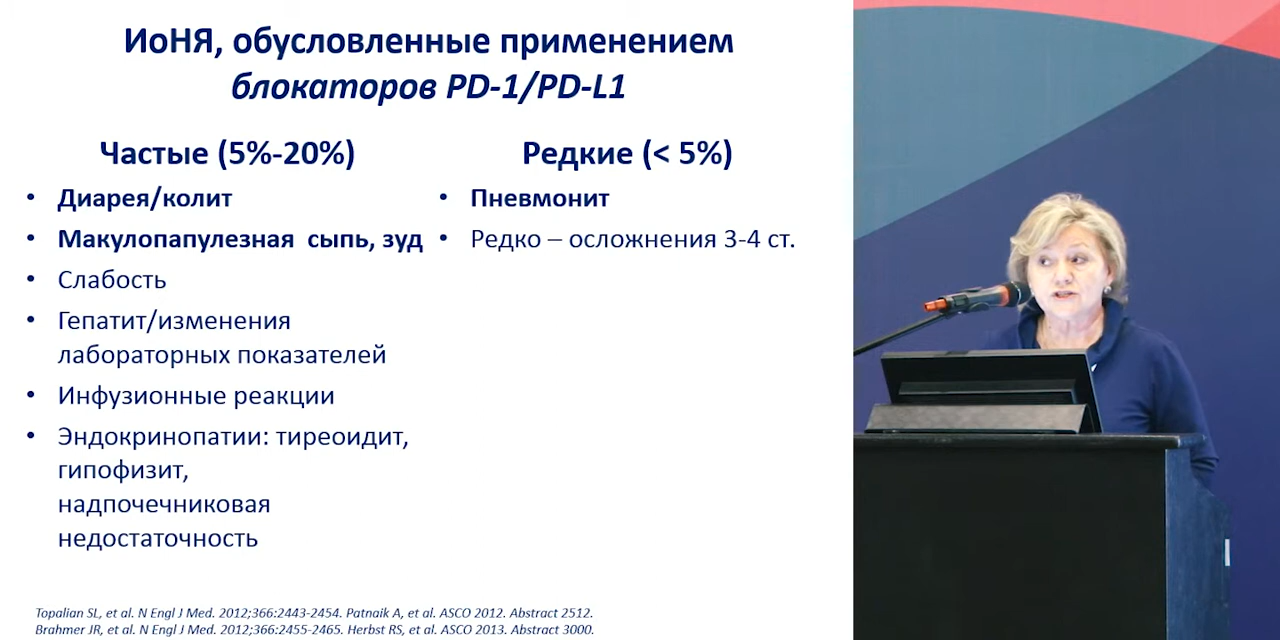 ИоНЯ, обусловленные применением
блокаторов PD-1/PD-L1
Частые (5%-20%)
• Диарея/колит
• Макулопапулезная сыпь, зуд
• Слабость
• Гепатит/изменения
лабораторных показателей
• Инфузионные реакции
• Эндокринопатии: тиреоидит,
гипофизит,
надпочечниковая
недостаточность
Редкие (< 5%)
• Пневмонит
• Редко – осложнения 3-4 ст.
Topalian SL, et al. N Engl J Med. 2012;366:2443-2454. Patnaik A, et al. ASCO 2012. Abstract 2512.
Brahmer JR, et al. N Engl J Med. 2012;366:2455-2465. Herbst RS, et al. ASCO 2013. Abstract 3000.